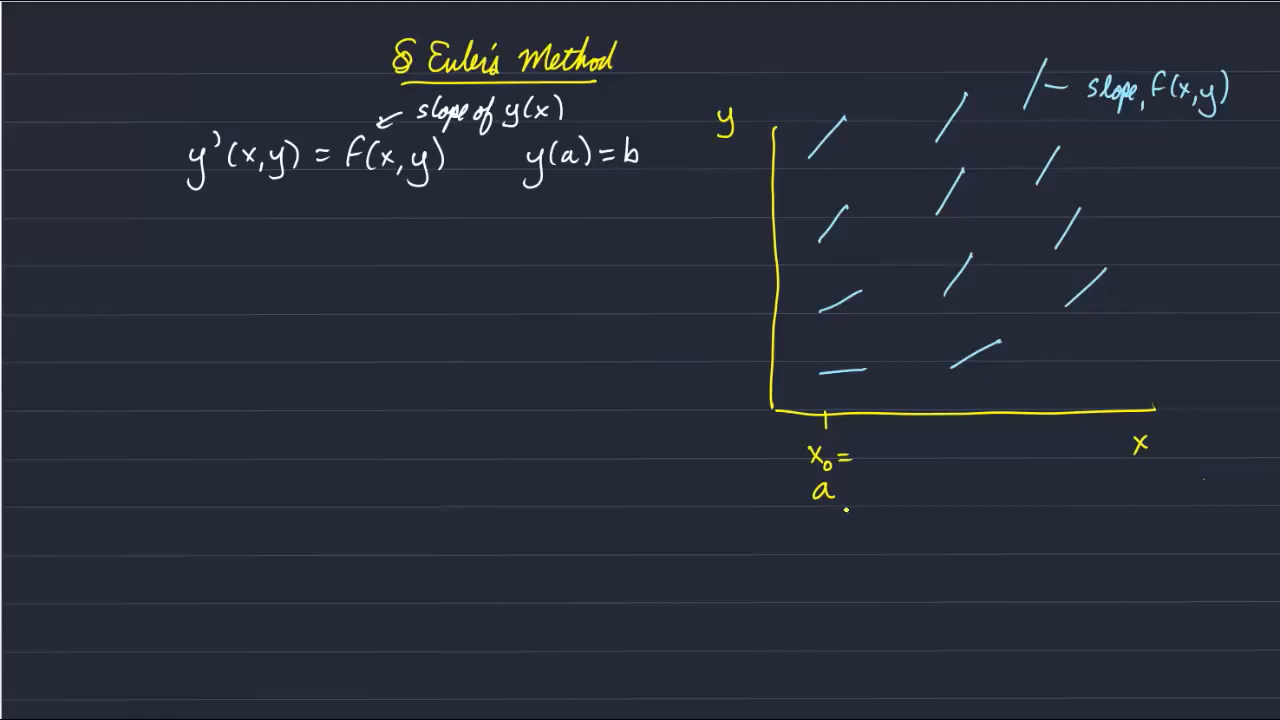 § Euler's Method
slope of y(x)
y'(x,y) = f(x,y) y(a) = b
slope, f(x,y)
y
x
x₀ =
a